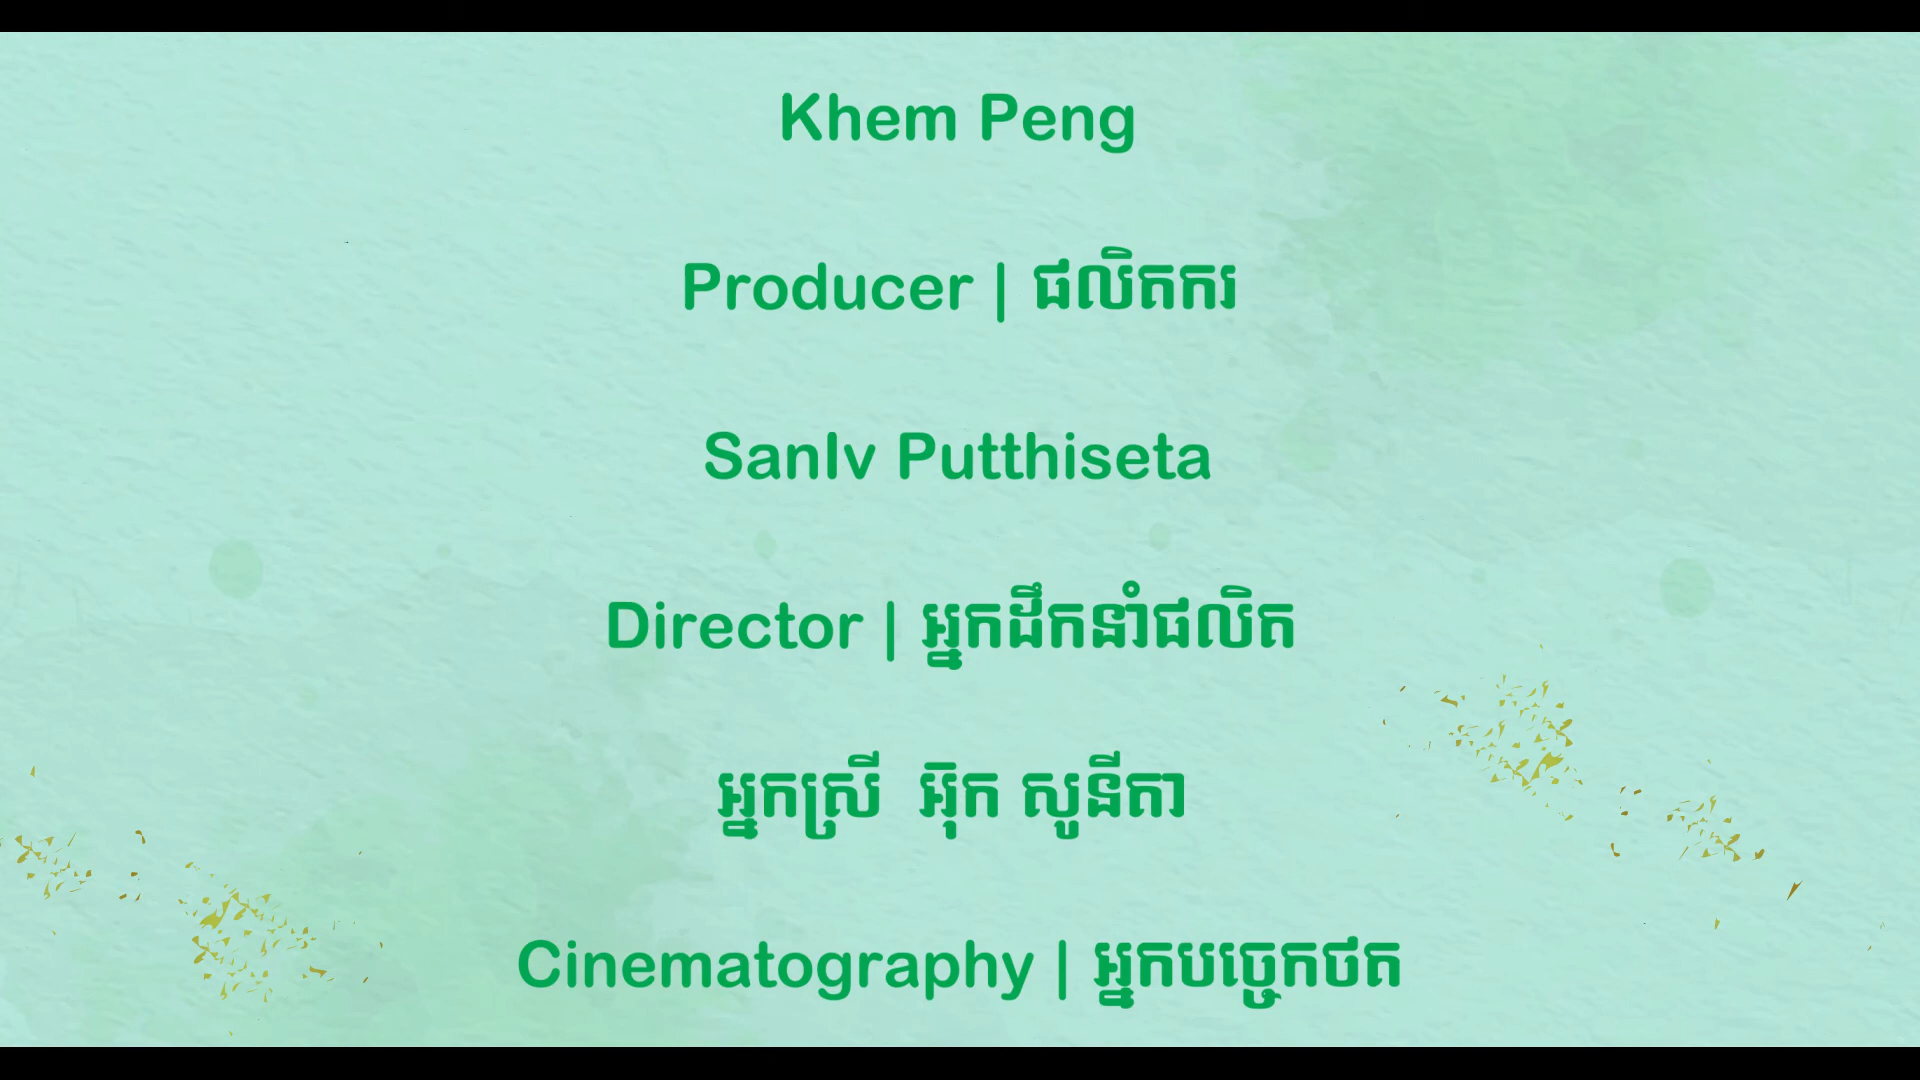 Khem Peng
Producer | ផលិតករ
Sanlv Putthiseta
Director | អ្នកដឹកនាំផលិត
អ្នកស្រី អ៊ុក សូនីតា
Cinematography | អ្នកបច្ចេកថត